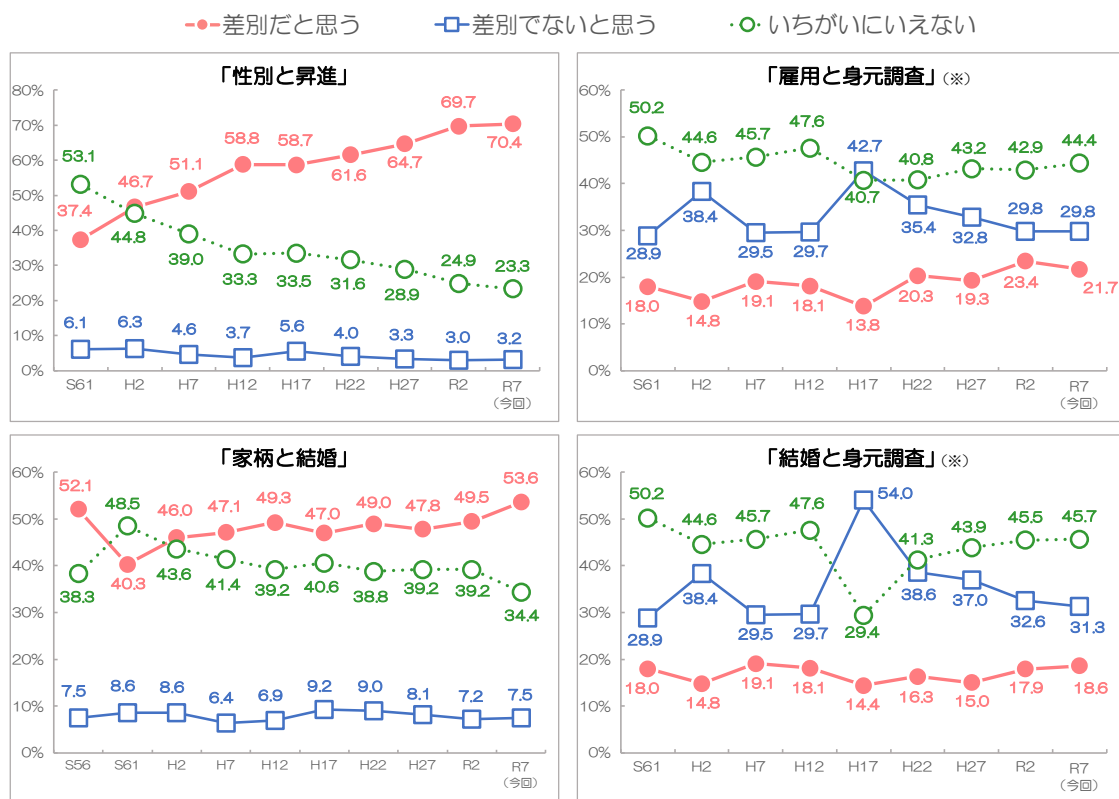 差別だと思う 差別でないと思う いちがいにいえない
「性別と昇進」
80%
70%
60%
50%
40%
30%
20%
10%
0%
69.7
58.8 58.7 70.4
53.1 51.1 61.6 64.7
46.7
37.4
44.8
39.0
33.3 33.5 31.6 28.9 24.9 23.3
6.1 6.3 4.6 3.7 5.6 4.0 3.3 3.0 3.2
S61 H2 H7 H12 H17 H22 H27 R2 R7
(今回)
「雇用と身元調査」(※)
60%
50%
40%
30%
20%
10%
0%
50.2 44.6 45.7 47.6 42.7 40.8 43.2 42.9 44.4
40.7
28.9 38.4 29.5 29.7 35.4 32.8 29.8 29.8
18.0 14.8 19.1 18.1 13.8 20.3 19.3 23.4 21.7
S61 H2 H7 H12 H17 H22 H27 R2 R7
(今回)
「家柄と結婚」
60%
50%
40%
30%
20%
10%
0%
52.1 48.5 46.0 47.1 49.3 47.0 49.0 47.8 49.5 53.6
38.3 40.3 43.6 41.4 39.2 40.6 38.8 39.2 39.2 34.4
7.5 8.6 8.6 6.4 6.9 9.2 9.0 8.1 7.2 7.5
S56 S61 H2 H7 H12 H17 H22 H27 R2 R7
(今回)
「結婚と身元調査」(※)
60%
50%
40%
30%
20%
10%
0%
50.2 44.6 45.7 47.6 54.0 41.3 43.9 45.5 45.7
28.9 38.4 29.5 29.7 29.4 38.6 37.0 32.6 31.3
18.0 14.8 19.1 18.1 14.4 16.3 15.0 17.9 18.6
S61 H2 H7 H12 H17 H22 H27 R2 R7
(今回)